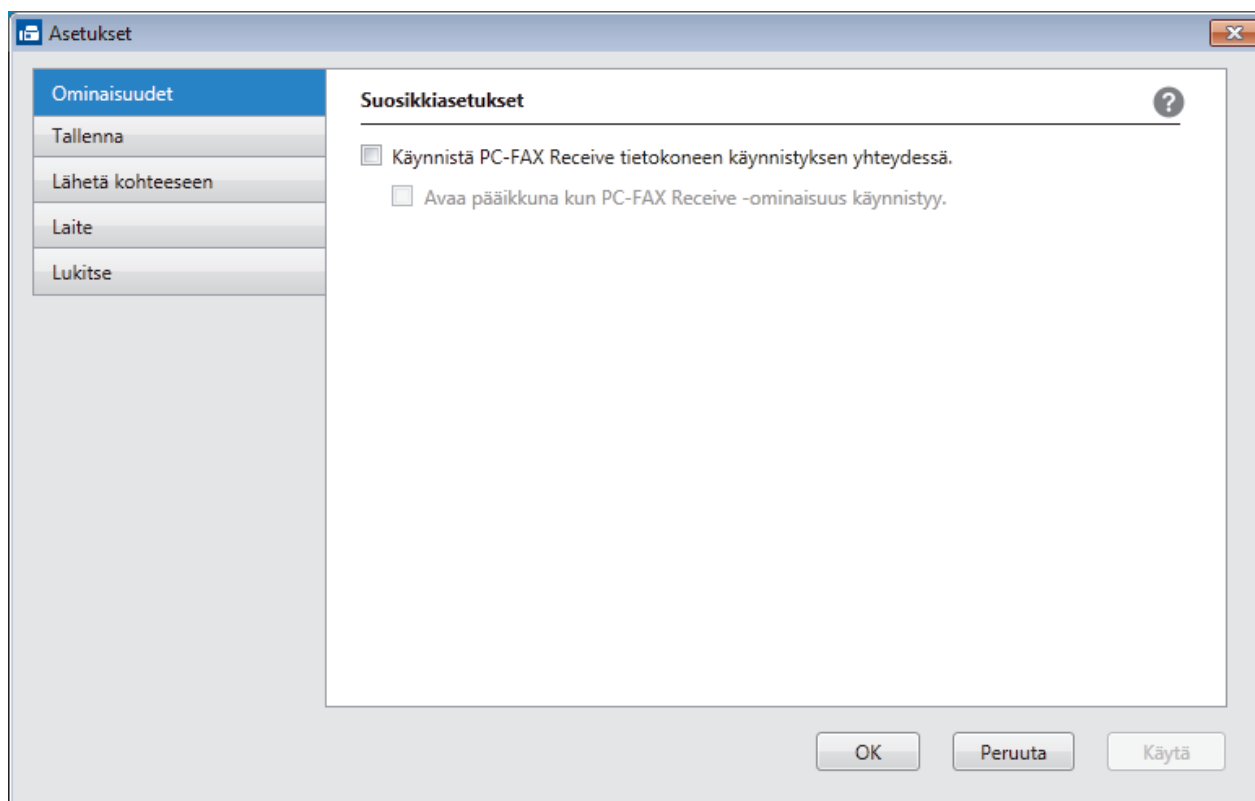 Asetukset
Ominaisuudet
Tallenna
Lähetä kohteeseen
Laite
Lukitse
Suosikkiasetukset
?
Käynnistä PC-FAX Receive tietokoneen käynnistyksen yhteydessä.
Avaa pääikkuna kun PC-FAX Receive -ominaisuus käynnistyy.
OK
Peruuta
Käytä